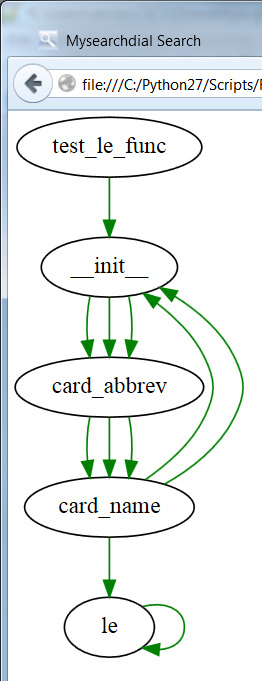 Mysearchdial Search
file:///C:/Python27/Scripts/
test_le_func
__init__
card_abbrev
card_name
le